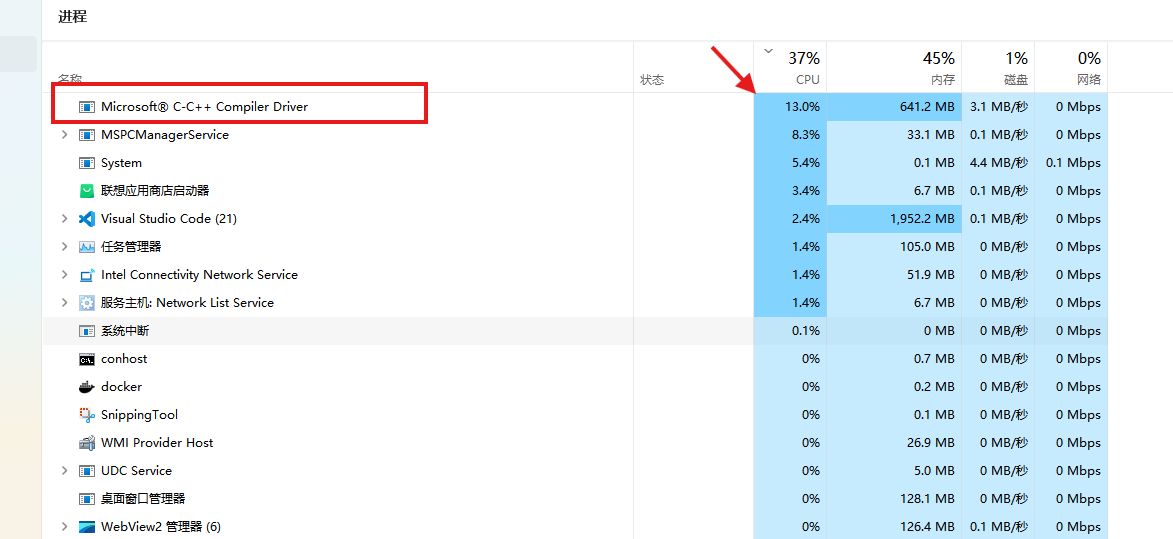 进程
37% 45% 1% 0%
名称 状态 CPU 内存 磁盘 网络
Microsoft® C-C++ Compiler Driver 13.0% 641.2 MB 3.1 MB/秒 0 Mbps
MSPCManagerService 8.3% 33.1 MB 0.1 MB/秒 0 Mbps
System 5.4% 0.1 MB 4.4 MB/秒 0.1 Mbps
联想应用商店启动器 3.4% 6.7 MB 0.1 MB/秒 0 Mbps
Visual Studio Code (21) 2.4% 1,952.2 MB 0.1 MB/秒 0 Mbps
任务管理器 1.4% 105.0 MB 0 MB/秒 0 Mbps
Intel Connectivity Network Service 1.4% 51.9 MB 0 MB/秒 0 Mbps
服务主机: Network List Service 1.4% 6.7 MB 0 MB/秒 0 Mbps
系统中断 0.1% 0 MB 0 MB/秒 0 Mbps
conhost 0% 0.7 MB 0 MB/秒 0 Mbps
docker 0% 0.2 MB 0 MB/秒 0 Mbps
SnippingTool 0% 0.1 MB 0 MB/秒 0 Mbps
WMI Provider Host 0% 26.9 MB 0 MB/秒 0 Mbps
UDC Service 0% 5.0 MB 0 MB/秒 0 Mbps
桌面窗口管理器 0% 128.1 MB 0 MB/秒 0 Mbps
WebView2 管理器 (6) 0% 126.4 MB 0.1 MB/秒 0 Mbps